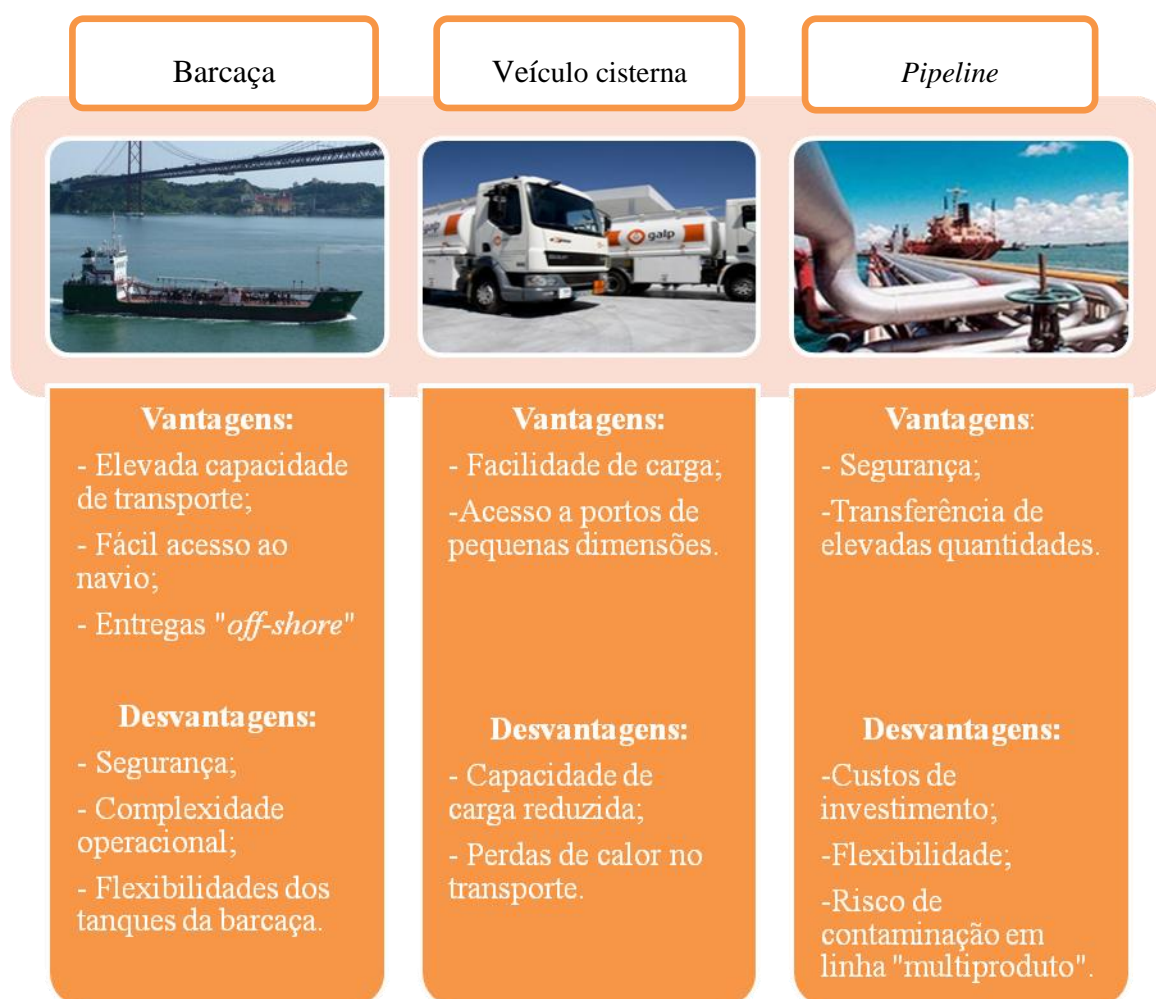 Barcaça
Veículo cisterna
Pipeline
galp
galp
Vantagens:
- Elevada capacidade
de transporte;
- Fácil acesso ao
navio;
- Entregas "off-shore"
Desvantagens:
- Segurança;
- Complexidade
operacional;
- Flexibilidades dos
tanques da barcaça.
Vantagens:
- Facilidade de carga;
-Acesso a portos de
pequenas dimensões.
Desvantagens:
- Capacidade de
carga reduzida;
- Perdas de calor no
transporte.
Vantagens:
- Segurança;
-Transferência de
elevadas quantidades.
Desvantagens:
-Custos de
investimento;
-Flexibilidade;
-Risco de
contaminação em
linha "multiproduto".